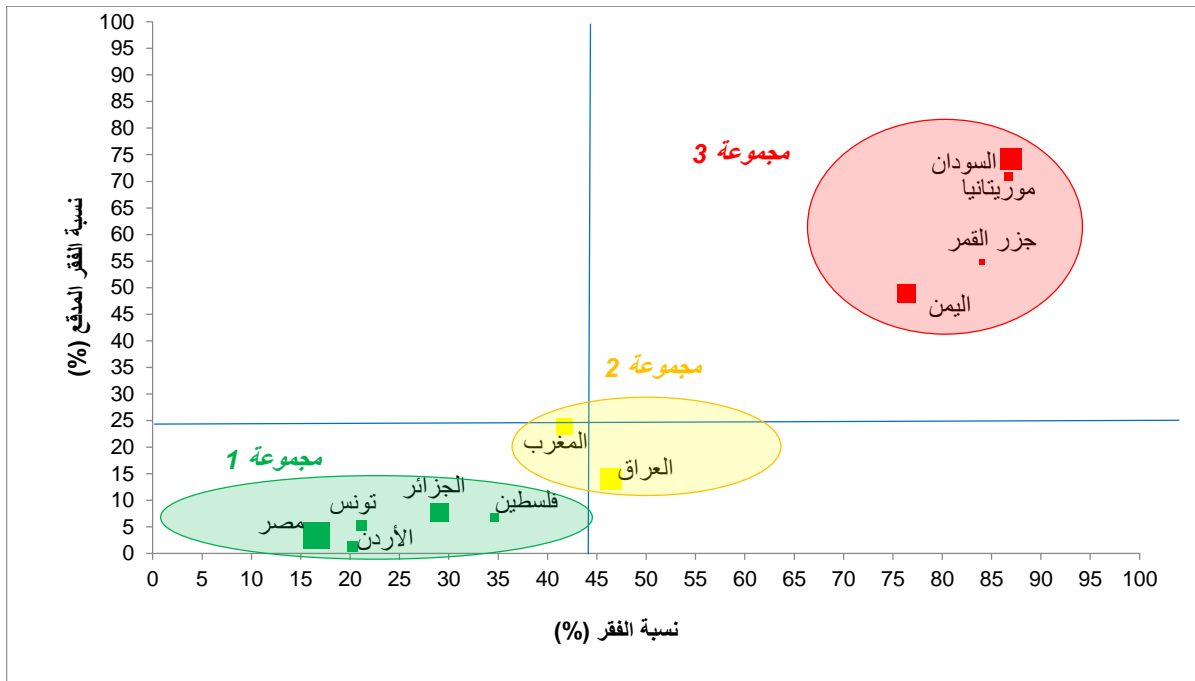 100
95
90
85
80
75
70
65
60
55
50
45
40
35
30
25
20
15
10
5
0
نسبة الفقر المدقع (%)
مجموعة 3
السودان
موريتانيا
جزر القمر
اليمن
مجموعة 2
المغرب
العراق
مجموعة 1
الجزائر
فلسطين
تونس
مصر
الأردن
0 5 10 15 20 25 30 35 40 45 50 55 60 65 70 75 80 85 90 95 100
نسبة الفقر (%)